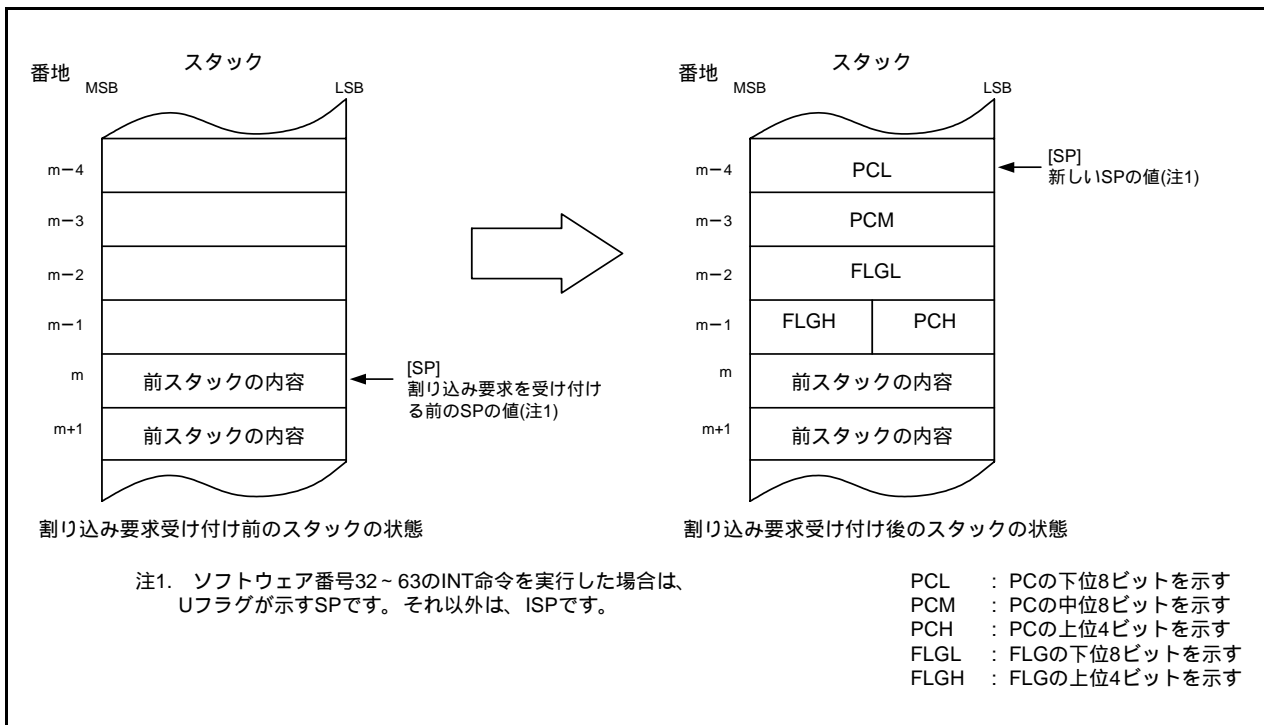 スタック
番地
MSB
LSB
m－4
m－3
m－2
m－1
m
前スタックの内容
m+1
前スタックの内容
[SP]
割り込み要求を受け付け
る前のSPの値(注1)
割り込み要求受け付け前のスタックの状態
スタック
番地
MSB
LSB
m－4
PCL
m－3
PCM
m－2
FLGL
m－1
FLGH
PCH
m
前スタックの内容
m+1
前スタックの内容
[SP]
新しいSPの値(注1)
割り込み要求受け付け後のスタックの状態
注1. ソフトウェア番号32～63のINT命令を実行した場合は、
Uフラグが示すSPです。それ以外は、ISPです。
PCL : PCの下位8ビットを示す
PCM : PCの中位8ビットを示す
PCH : PCの上位4ビットを示す
FLGL : FLGの下位8ビットを示す
FLGH : FLGの上位4ビットを示す